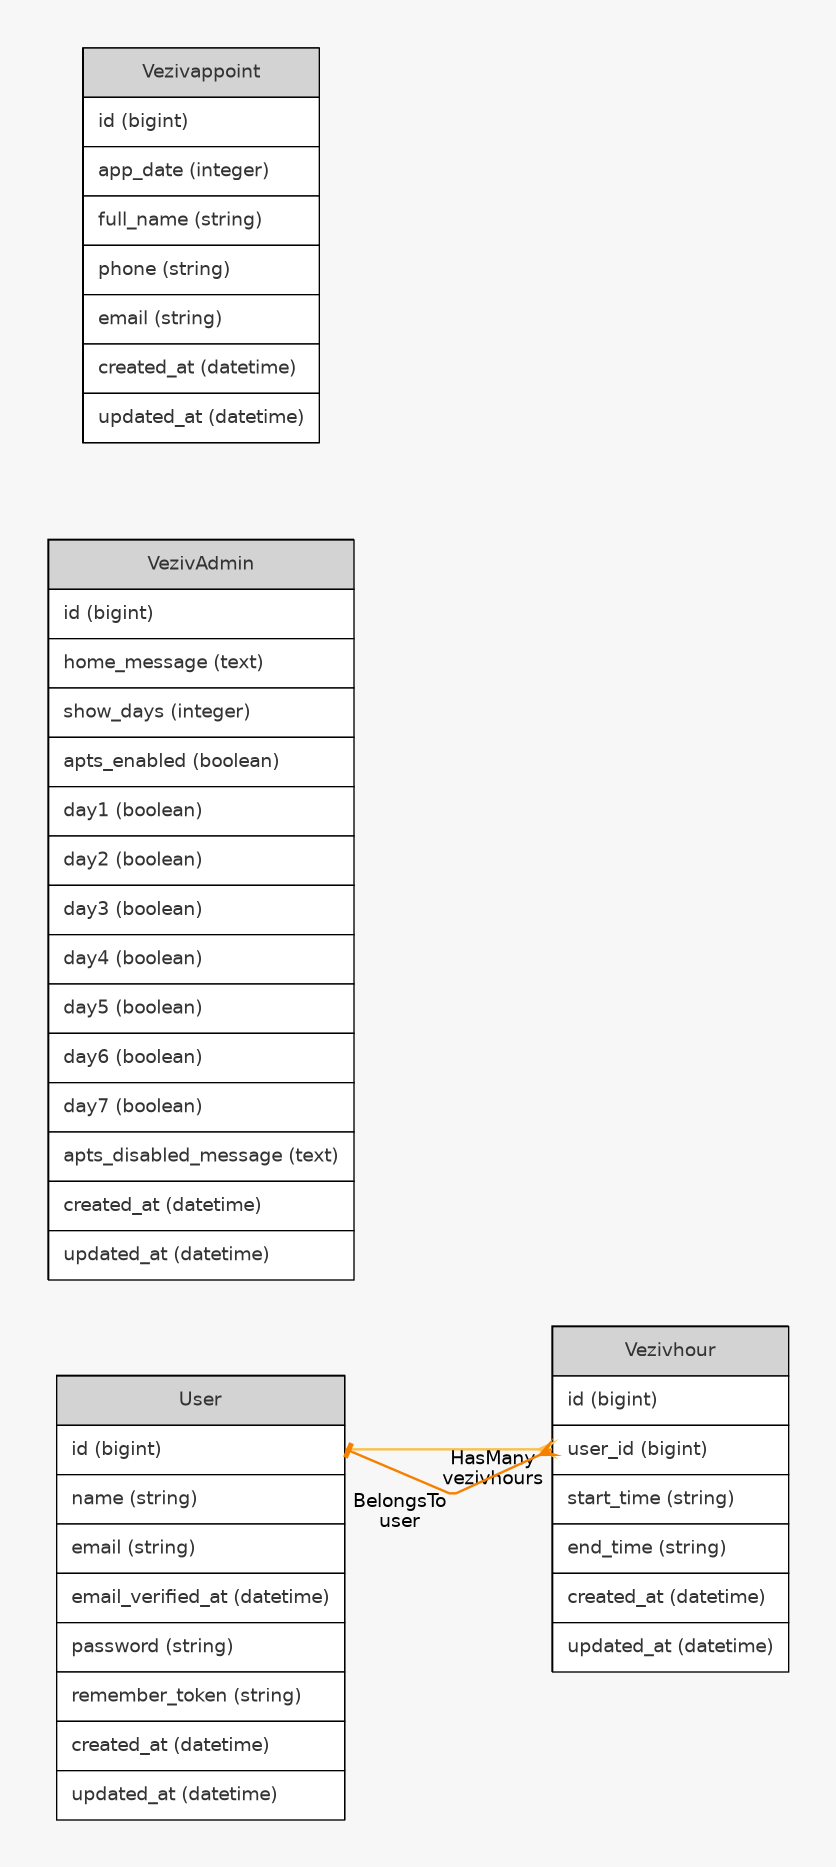 Vezivappoint
id (bigint)
app_date (integer)
full_name (string)
phone (string)
email (string)
created_at (datetime)
updated_at (datetime)
VezivAdmin
id (bigint)
home_message (text)
show_days (integer)
apts_enabled (boolean)
day1 (boolean)
day2 (boolean)
day3 (boolean)
day4 (boolean)
day5 (boolean)
day6 (boolean)
day7 (boolean)
apts_disabled_message (text)
created_at (datetime)
updated_at (datetime)
User
id (bigint)
name (string)
email (string)
email_verified_at (datetime)
password (string)
remember_token (string)
created_at (datetime)
updated_at (datetime)
HasMany
vezivhours
BelongsTo
user
Vezivhour
id (bigint)
user_id (bigint)
start_time (string)
end_time (string)
created_at (datetime)
updated_at (datetime)